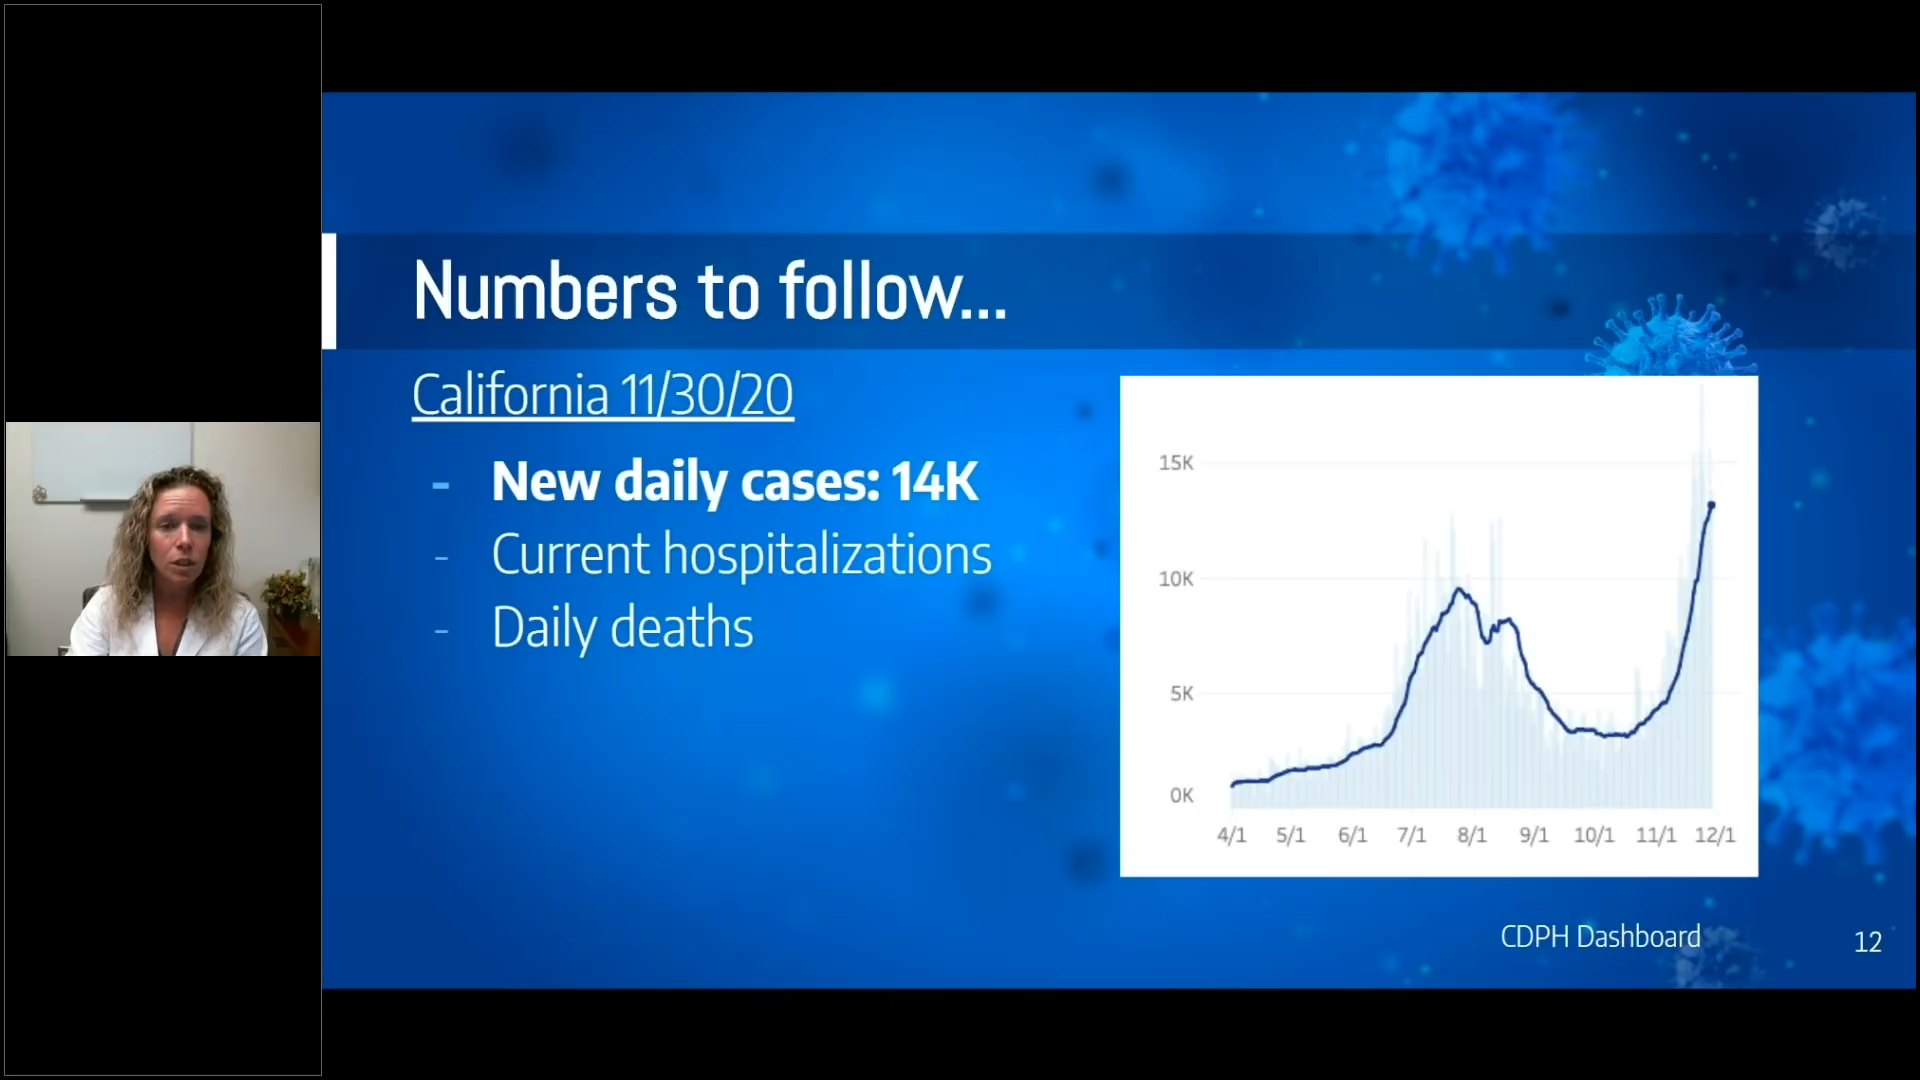 Numbers to follow...
California 11/30/20
- New daily cases: 14K
- Current hospitalizations
- Daily deaths
15K
10K
5K
0K
4/1 5/1 6/1 7/1 8/1 9/1 10/1 11/1 12/1
CDPH Dashboard
12